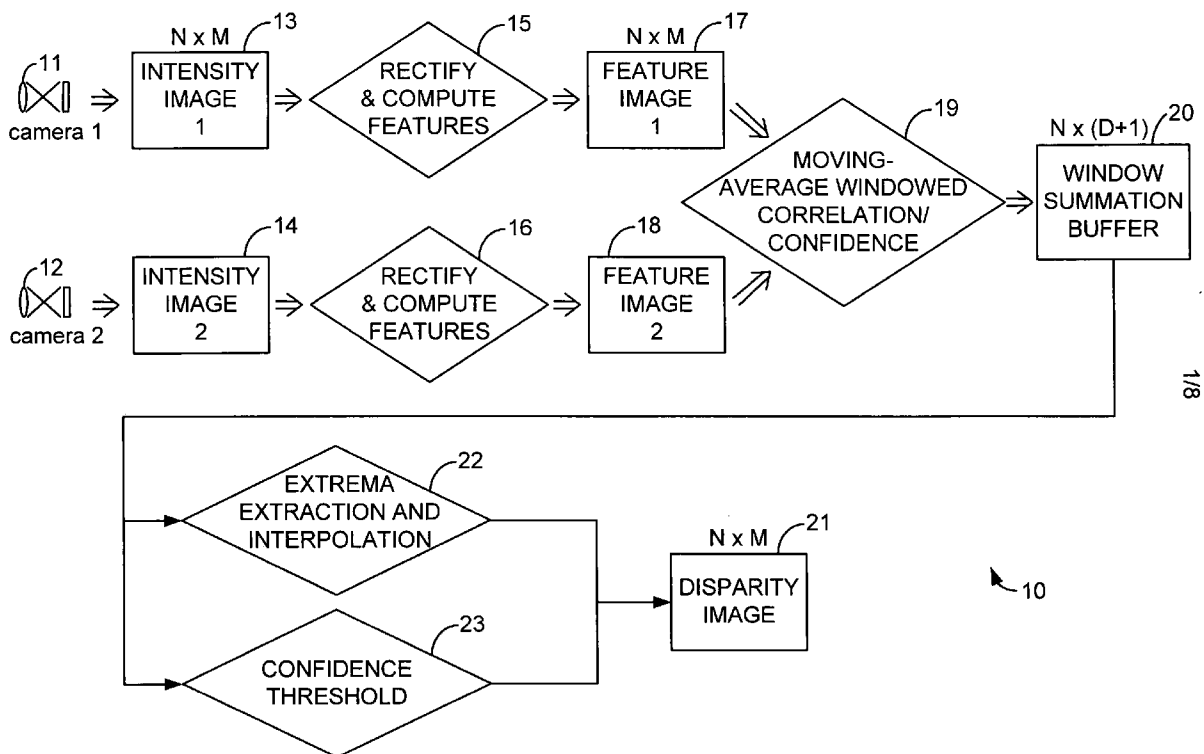 11
camera 1
N x M
13
INTENSITY
IMAGE
1
15
RECTIFY
& COMPUTE
FEATURES
N x M
17
FEATURE
IMAGE
1
19
MOVING-
AVERAGE WINDOWED
CORRELATION/
CONFIDENCE
N x (D+1)
20
WINDOW
SUMMATION
BUFFER
12
camera 2
14
INTENSITY
IMAGE
2
16
RECTIFY
& COMPUTE
FEATURES
18
FEATURE
IMAGE
2
1/8
22
EXTREMA
EXTRACTION AND
INTERPOLATION
23
CONFIDENCE
THRESHOLD
N x M
21
DISPARITY
IMAGE
10